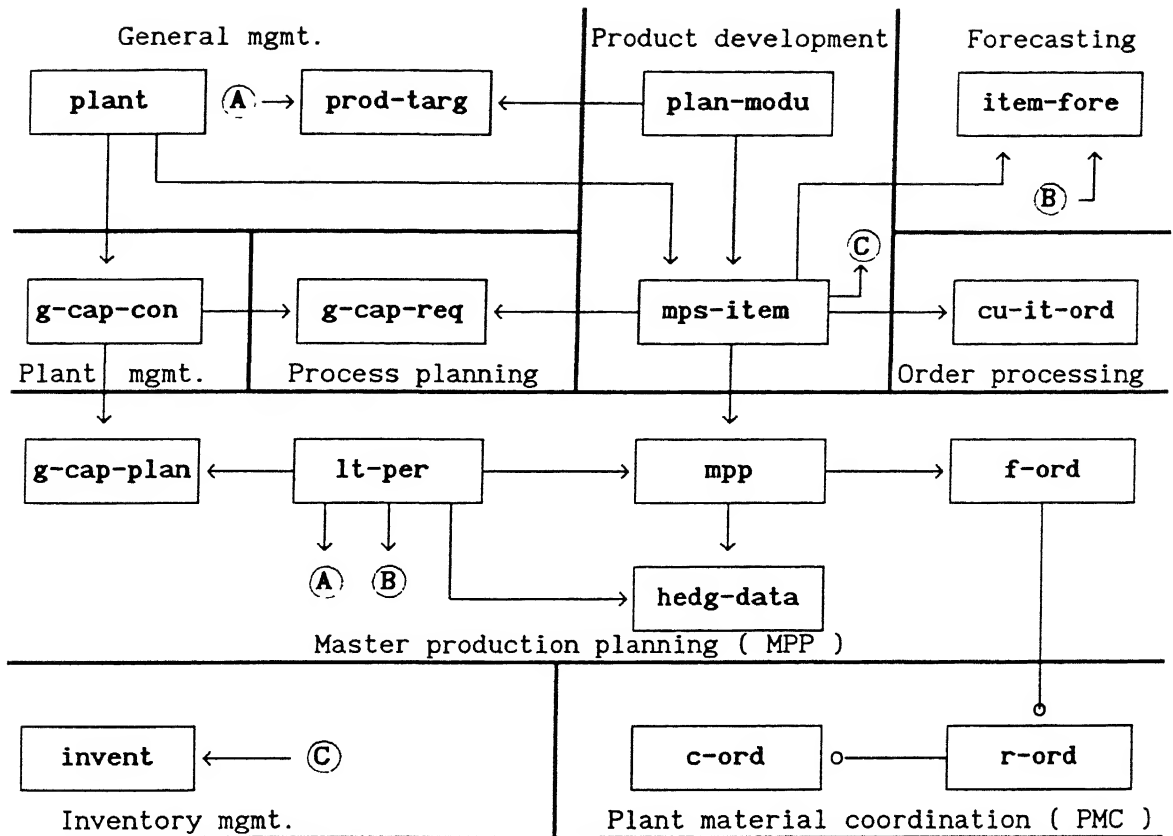 General mgmt.
Product development
Forecasting
plant
A
prod-targ
plan-modu
item-fore
B
C
g-cap-con
g-cap-req
mps-item
cu-it-ord
Plant mgmt.
Process planning
Order processing
g-cap-plan
lt-per
mpp
f-ord
A
B
hedg-data
Master production planning ( MPP )
invent
C
c-ord
r-ord
Inventory mgmt.
Plant material coordination ( PMC )